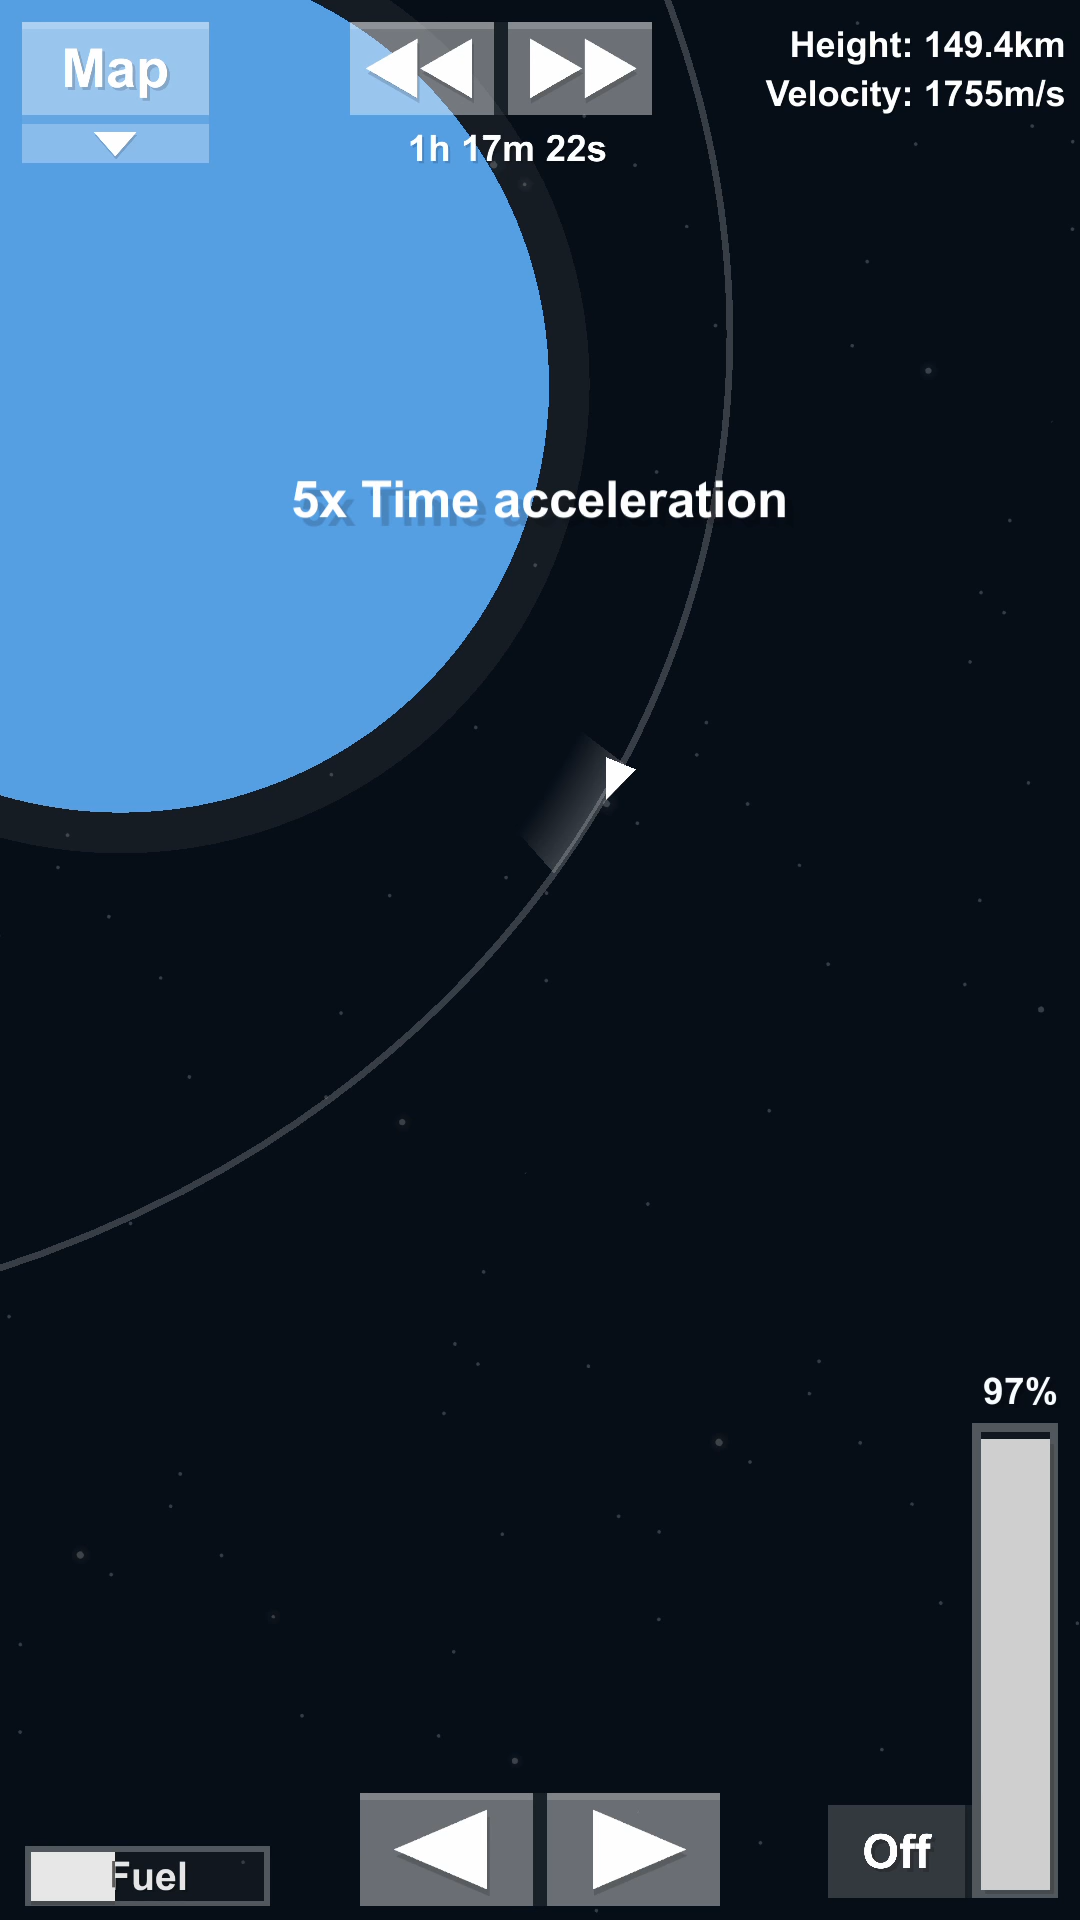 Map
1h 17m 22s
Height: 149.4km
Velocity: 1755m/s
5x Time acceleration
97%
Fuel
Off